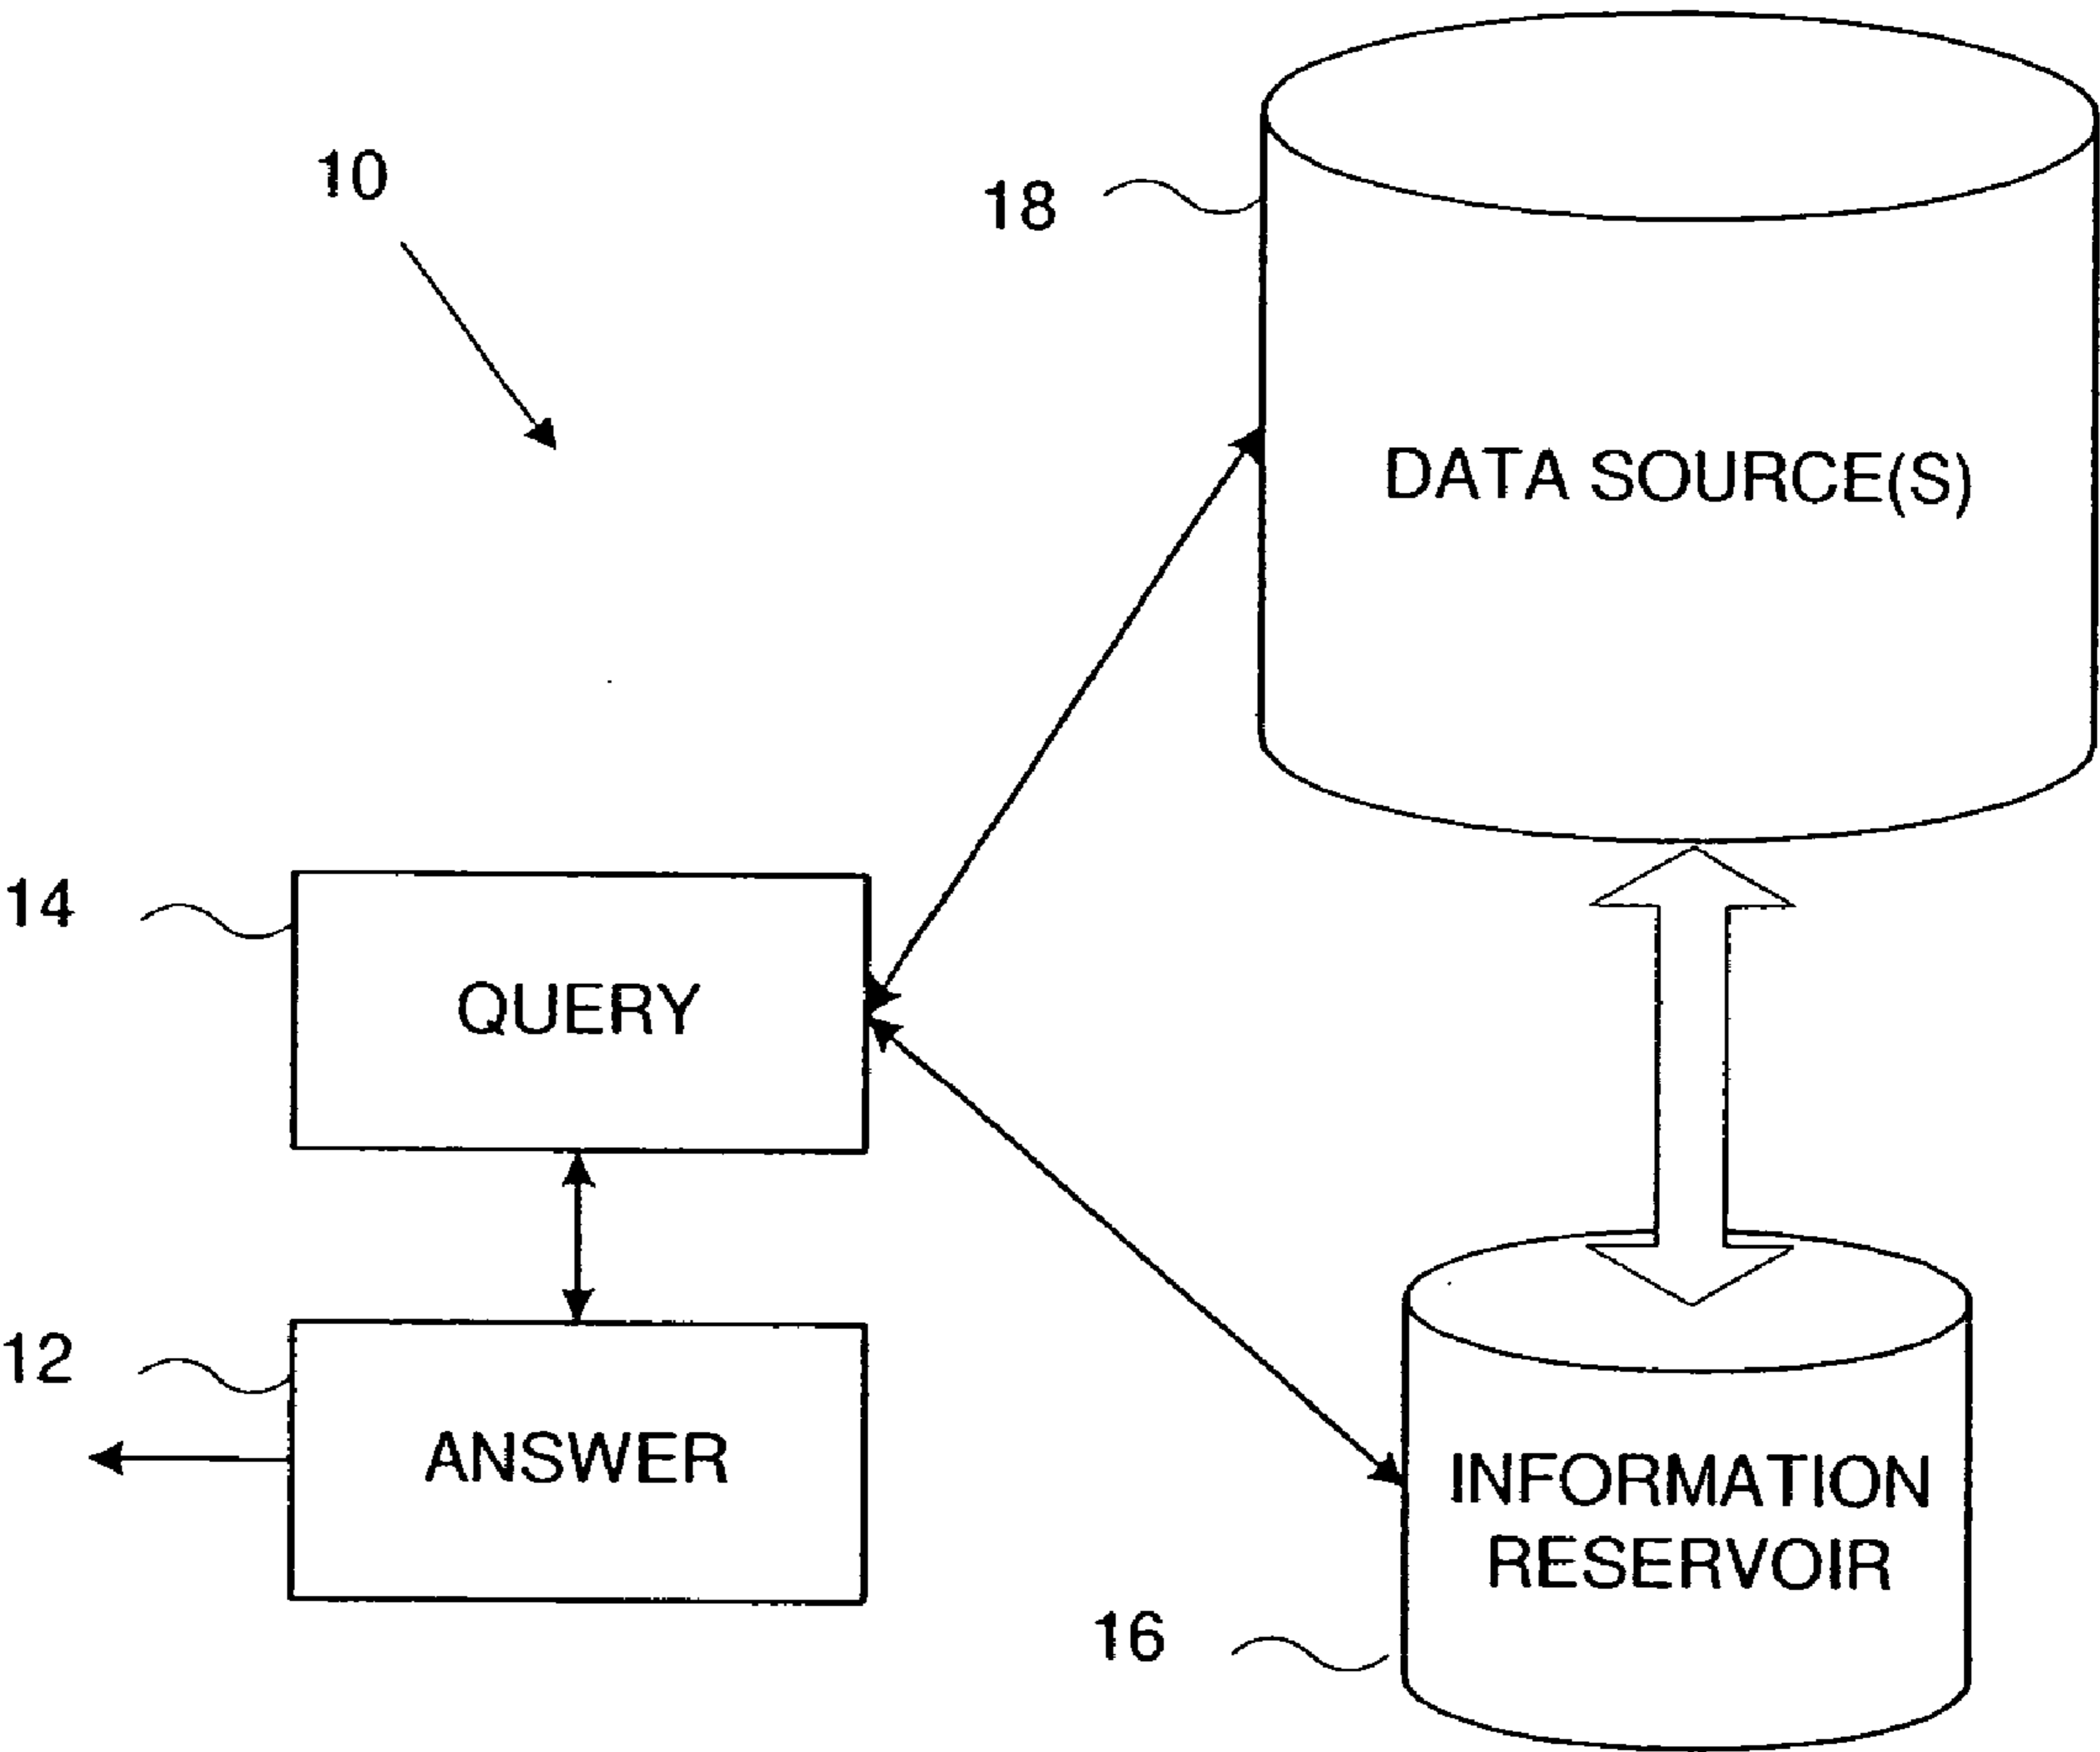 10
18
DATA SOURCE(S)
14
QUERY
12
ANSWER
INFORMATION
RESERVOIR
16